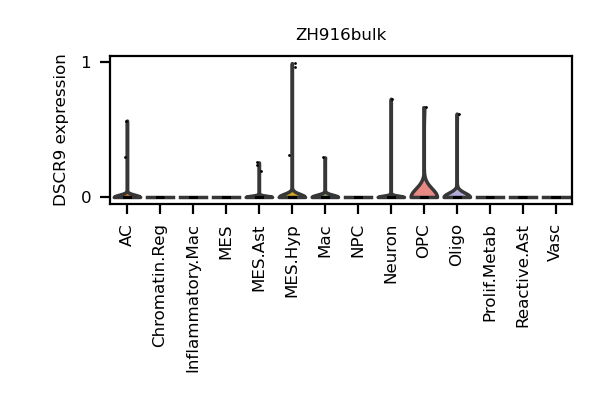 ZH916bulk
DSCR9 expression
1
0
AC
Chromatin.Reg
Inflammatory.Mac
MES
MES.Ast
MES.Hyp
Mac
NPC
Neuron
OPC
Oligo
Prolif.Metab
Reactive.Ast
Vasc